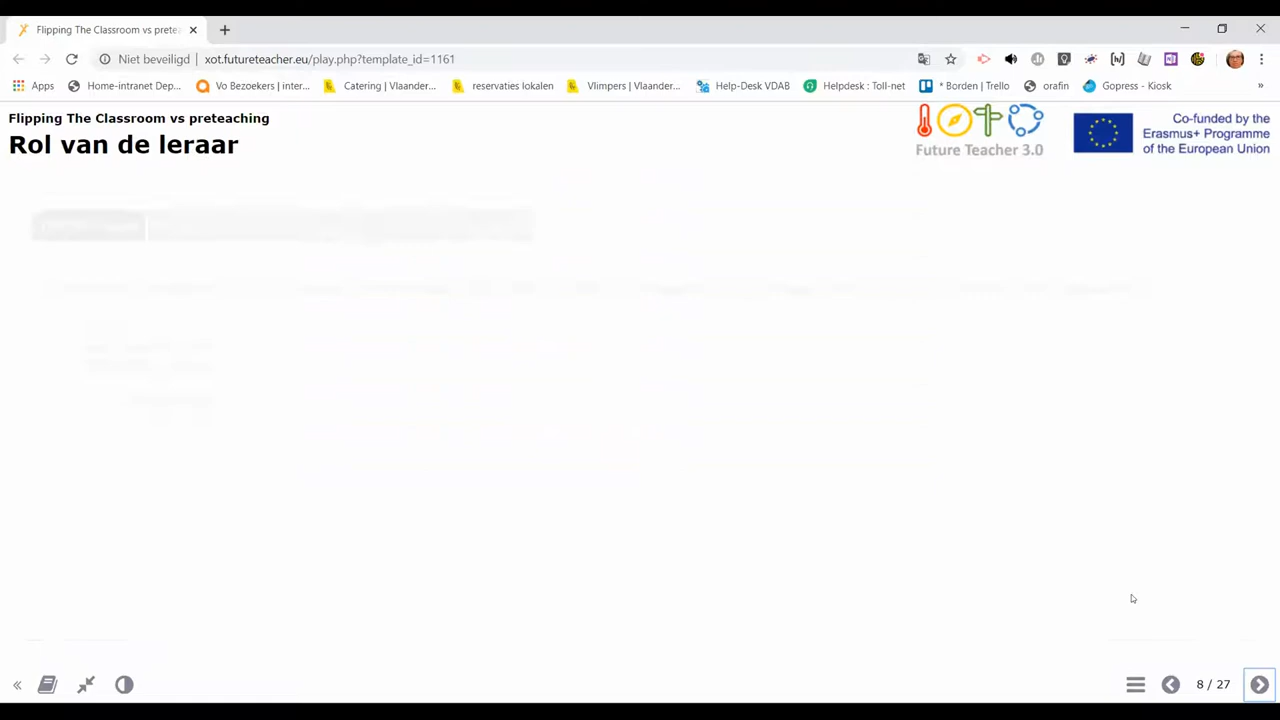 Flipping The Classroom vs prete
Niet beveiligd
xot.futureteacher.eu/play.php?template_id=1161
Apps
Home-intranet Dep...
Vo Bezoekers | inter...
Catering | Vlaander...
reservaties lokalen
Vlimpers | Vlaander...
Help-Desk VDAB
Helpdesk : Toll-net
* Borden | Trello
orafin
Gopress - Kiosk
»
Flipping The Classroom vs preteaching
Rol van de leraar
Future Teacher 3.0
Co-funded by the
Erasmus+ Programme
of the European Union
8 / 27